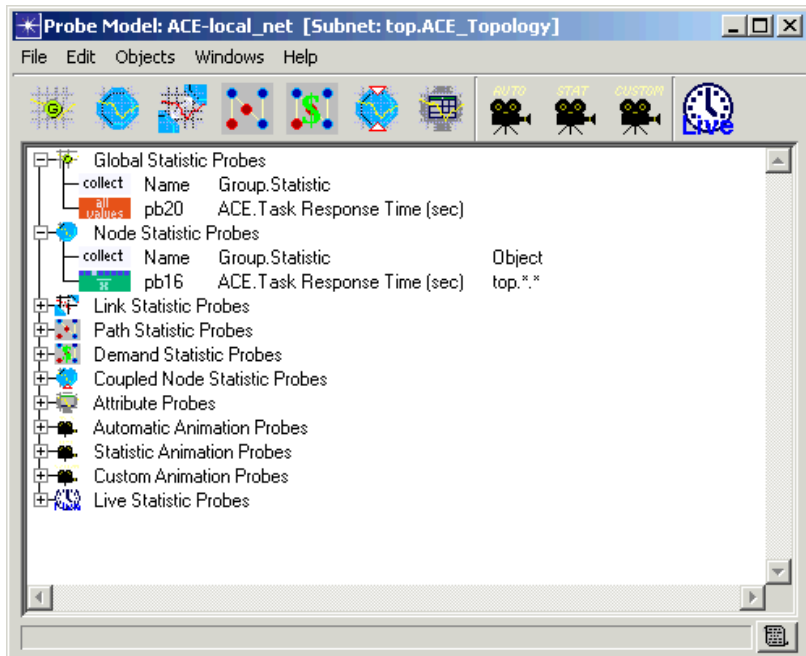 Probe Model: ACE-local_net [Subnet: top.ACE_Topology]
File Edit Objects Windows Help
G $ AUTO STAT CUSTOM Live
Global Statistic Probes
collect Name Group.Statistic
all values pb20 ACE.Task Response Time (sec)
Node Statistic Probes
collect Name Group.Statistic Object
pb16 ACE.Task Response Time (sec) top.*.*
Link Statistic Probes
Path Statistic Probes
Demand Statistic Probes
Coupled Node Statistic Probes
Attribute Probes
Automatic Animation Probes
Statistic Animation Probes
Custom Animation Probes
Live Statistic Probes